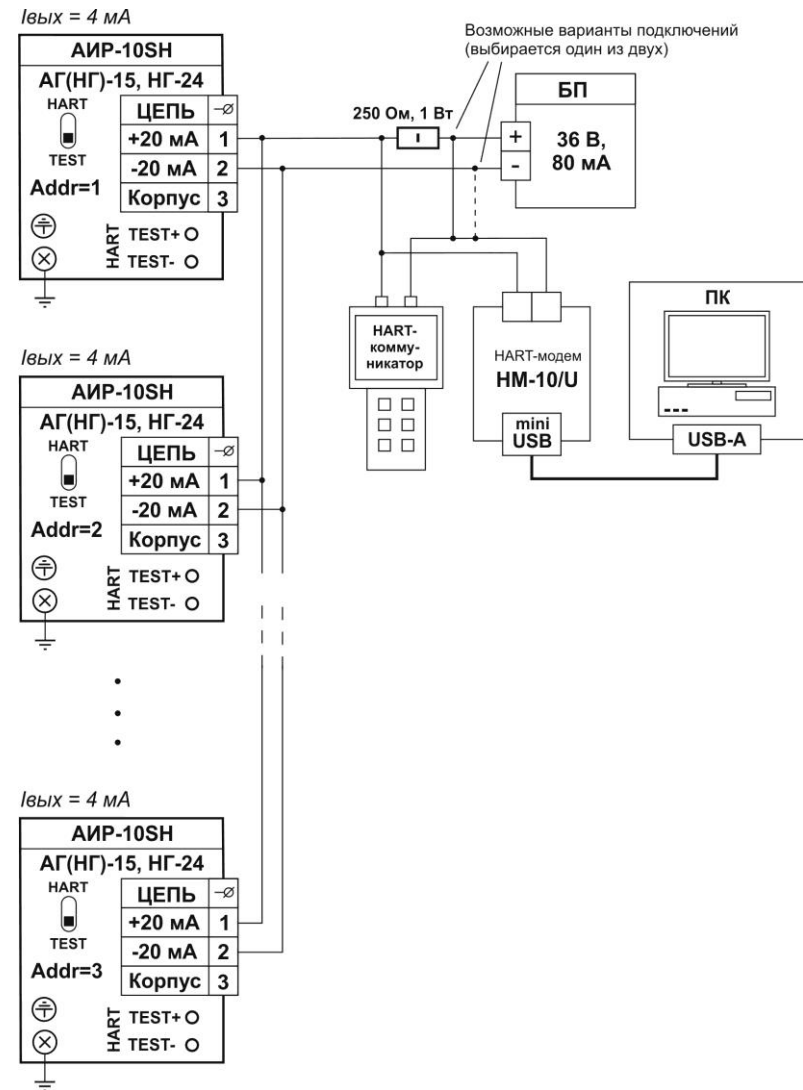 Iвых = 4 мА
АИР-10SH
АГ(НГ)-15, НГ-24
HART
TEST
Addr=1
ЦЕПЬ
+20 мА 1
-20 мА 2
Корпус 3
HART
TEST+
TEST-
Возможные варианты подключений
(выбирается один из двух)
250 Ом, 1 Вт
БП
+
-
36 В,
80 мА
HART-
комму-
никатор
HART-модем
НМ-10/U
mini
USB
ПК
USB-A
Iвых = 4 мА
АИР-10SH
АГ(НГ)-15, НГ-24
HART
TEST
Addr=2
ЦЕПЬ
+20 мА 1
-20 мА 2
Корпус 3
HART
TEST+
TEST-
Iвых = 4 мА
АИР-10SH
АГ(НГ)-15, НГ-24
HART
TEST
Addr=3
ЦЕПЬ
+20 мА 1
-20 мА 2
Корпус 3
HART
TEST+
TEST-